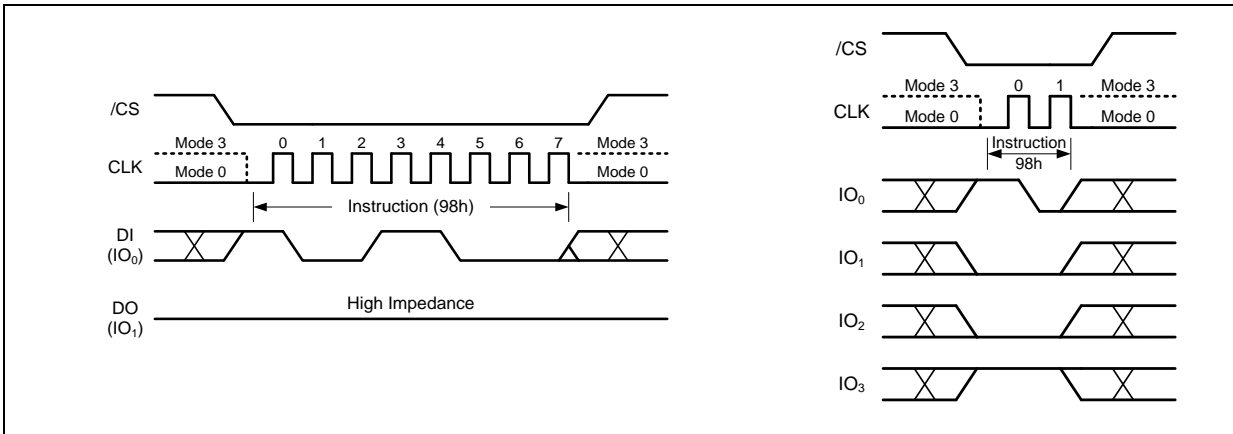 /CS
Mode 3
0 1 2 3 4 5 6 7
Mode 3
CLK
Mode 0
Mode 0
Instruction (98h)
DI
(IO0)
High Impedance
DO
(IO1)
/CS
Mode 3
0 1
Mode 3
CLK
Mode 0
Mode 0
Instruction
98h
IO0
IO1
IO2
IO3